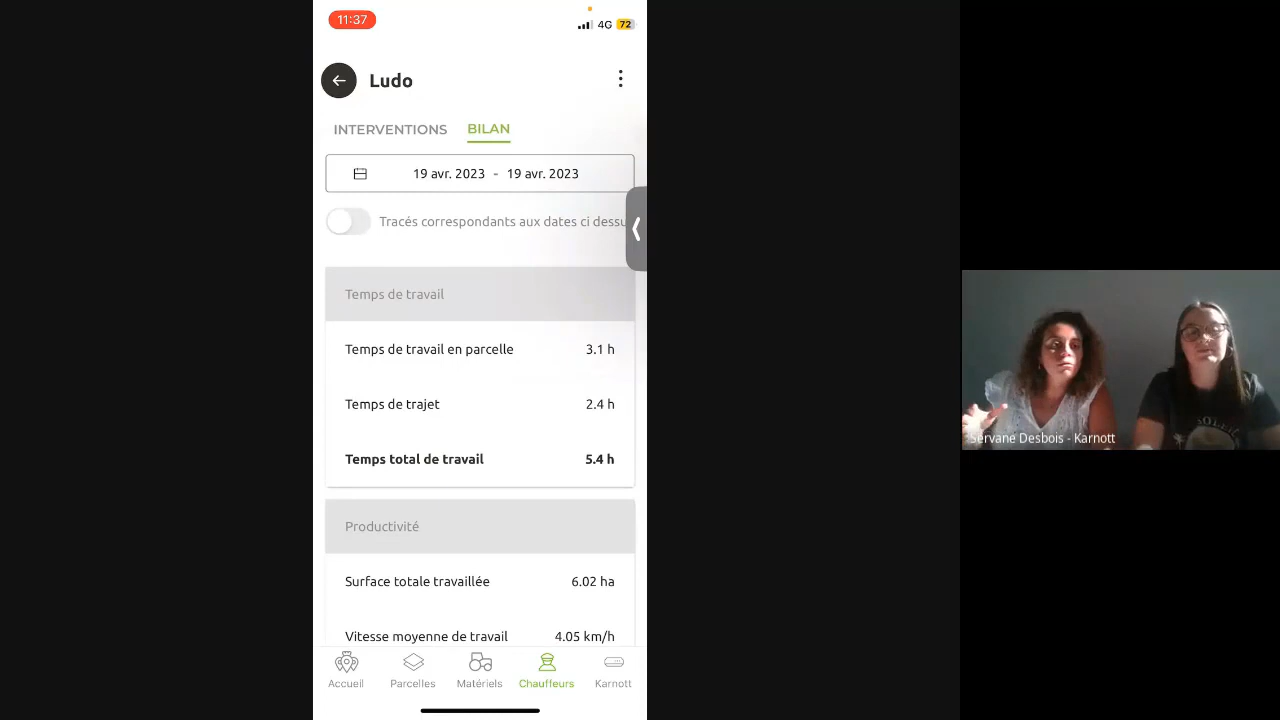 11:37
4G 72
Ludo
INTERVENTIONS BILAN
19 avr. 2023 - 19 avr. 2023
Tracés correspondants aux dates ci dessu
Temps de travail
Temps de travail en parcelle 3.1 h
Temps de trajet 2.4 h
Temps total de travail 5.4 h
Productivité
Surface totale travaillée 6.02 ha
Vitesse moyenne de travail 4.05 km/h
Accueil Parcelles Matériels Chauffeurs Karnott
Servane Desbois - Karnott